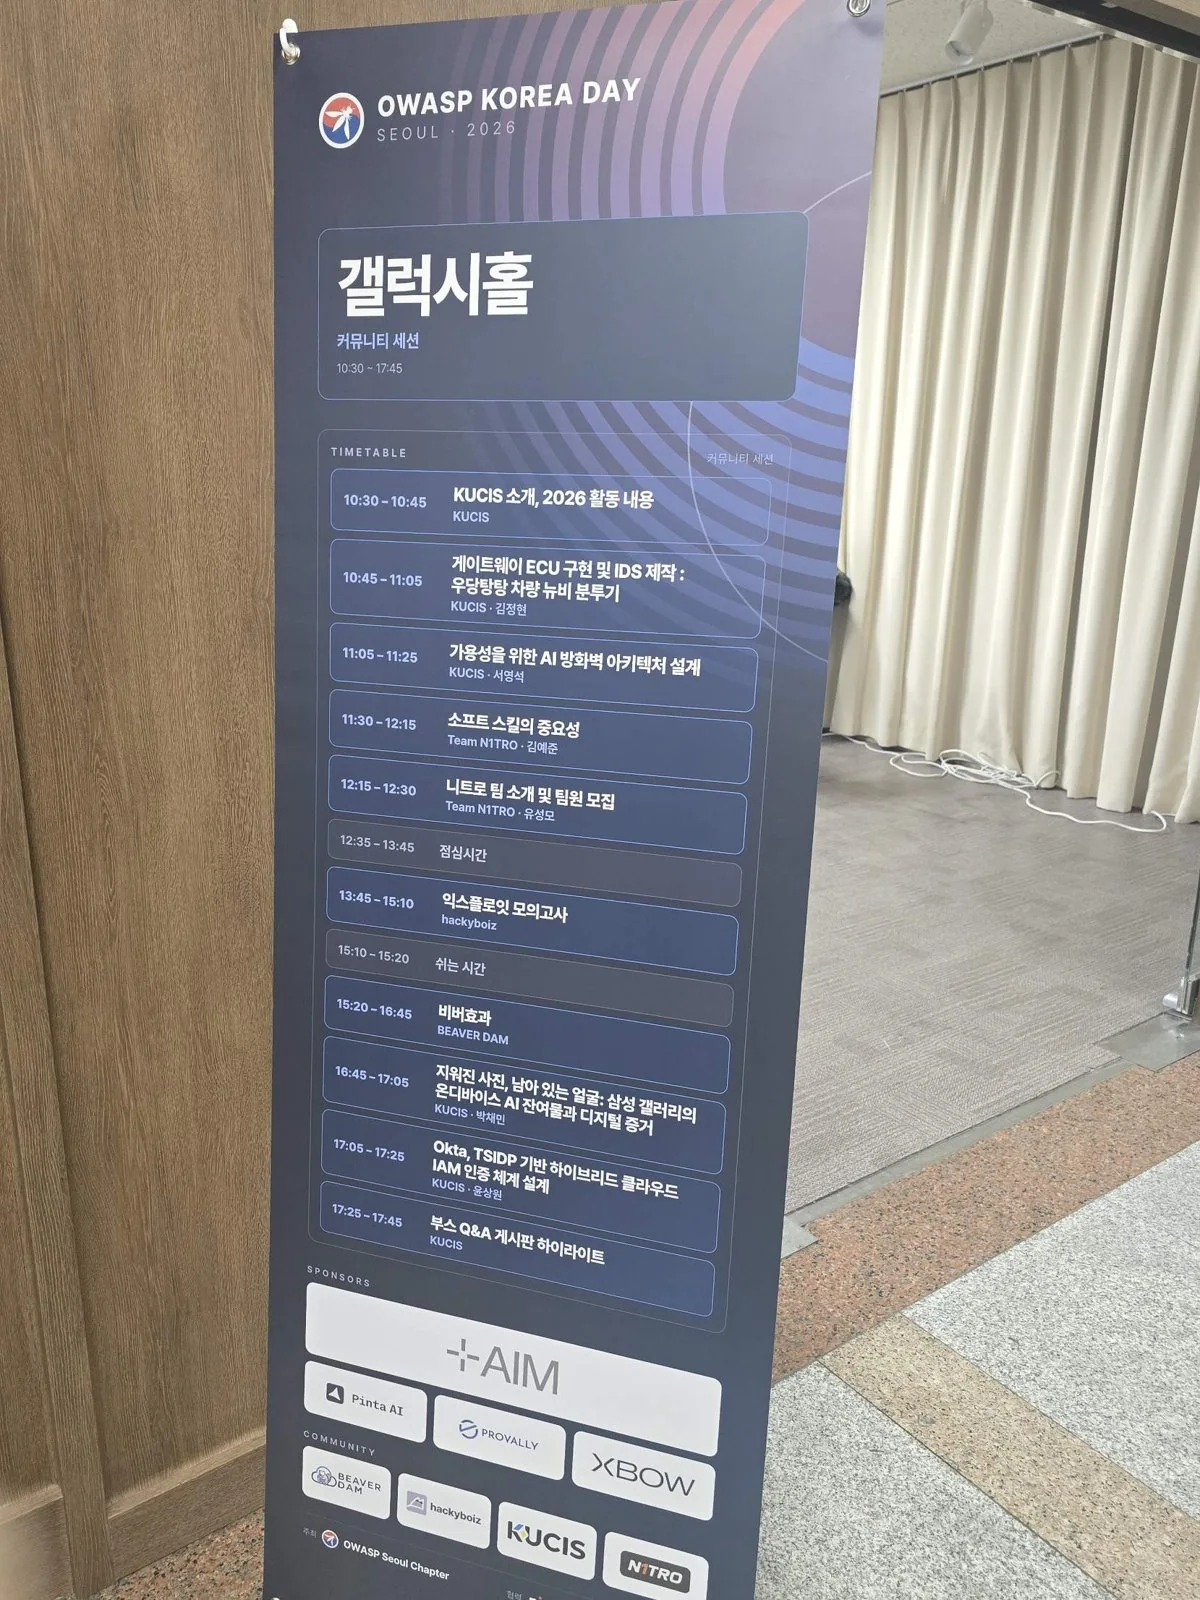 OWASP KOREA DAY
SEOUL · 2026
갤럭시홀
커뮤니티 세션
10:30 ~ 17:45
TIMETABLE
커뮤니티 세션
10:30 – 10:45
KUCIS 소개, 2026 활동 내용
KUCIS
10:45 – 11:05
게이트웨이 ECU 구현 및 IDS 제작 :
우당탕탕 차량 뉴비 분투기
KUCIS · 김정현
11:05 – 11:25
가용성을 위한 AI 방화벽 아키텍처 설계
KUCIS · 서영석
11:30 – 12:15
소프트 스킬의 중요성
Team N1TRO · 김예준
12:15 – 12:30
니트로 팀 소개 및 팀원 모집
Team N1TRO · 유성모
12:35 – 13:45
점심시간
13:45 – 15:10
익스플로잇 모의고사
hackyboiz
15:10 – 15:20
쉬는 시간
15:20 – 16:45
비버효과
BEAVER DAM
16:45 – 17:05
지워진 사진, 남아 있는 얼굴: 삼성 갤러리의
온디바이스 AI 잔여물과 디지털 증거
KUCIS · 박채민
17:05 – 17:25
Okta, TSIDP 기반 하이브리드 클라우드
IAM 인증 체계 설계
KUCIS · 윤상원
17:25 – 17:45
부스 Q&A 게시판 하이라이트
KUCIS
SPONSORS
AIM
Pinta AI
PROVALLY
XBOW
COMMUNITY
BEAVER
DAM
hackyboiz
KUCIS
N1TRO
주최
OWASP Seoul Chapter
협력